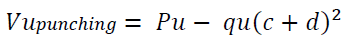 Vupunching = Pu − qu(c + d)²